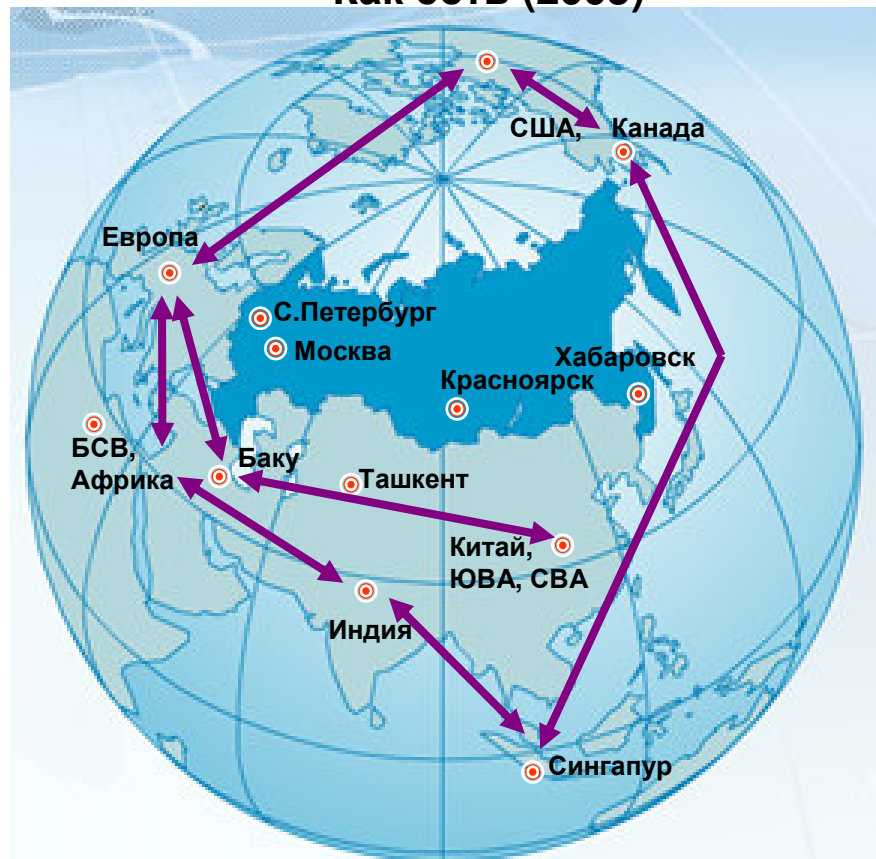 США, Канада
Европа
С.Петербург
Москва
Хабаровск
Красноярск
БСВ,
Африка
Баку
Ташкент
Китай,
ЮВА, СВА
Индия
Сингапур